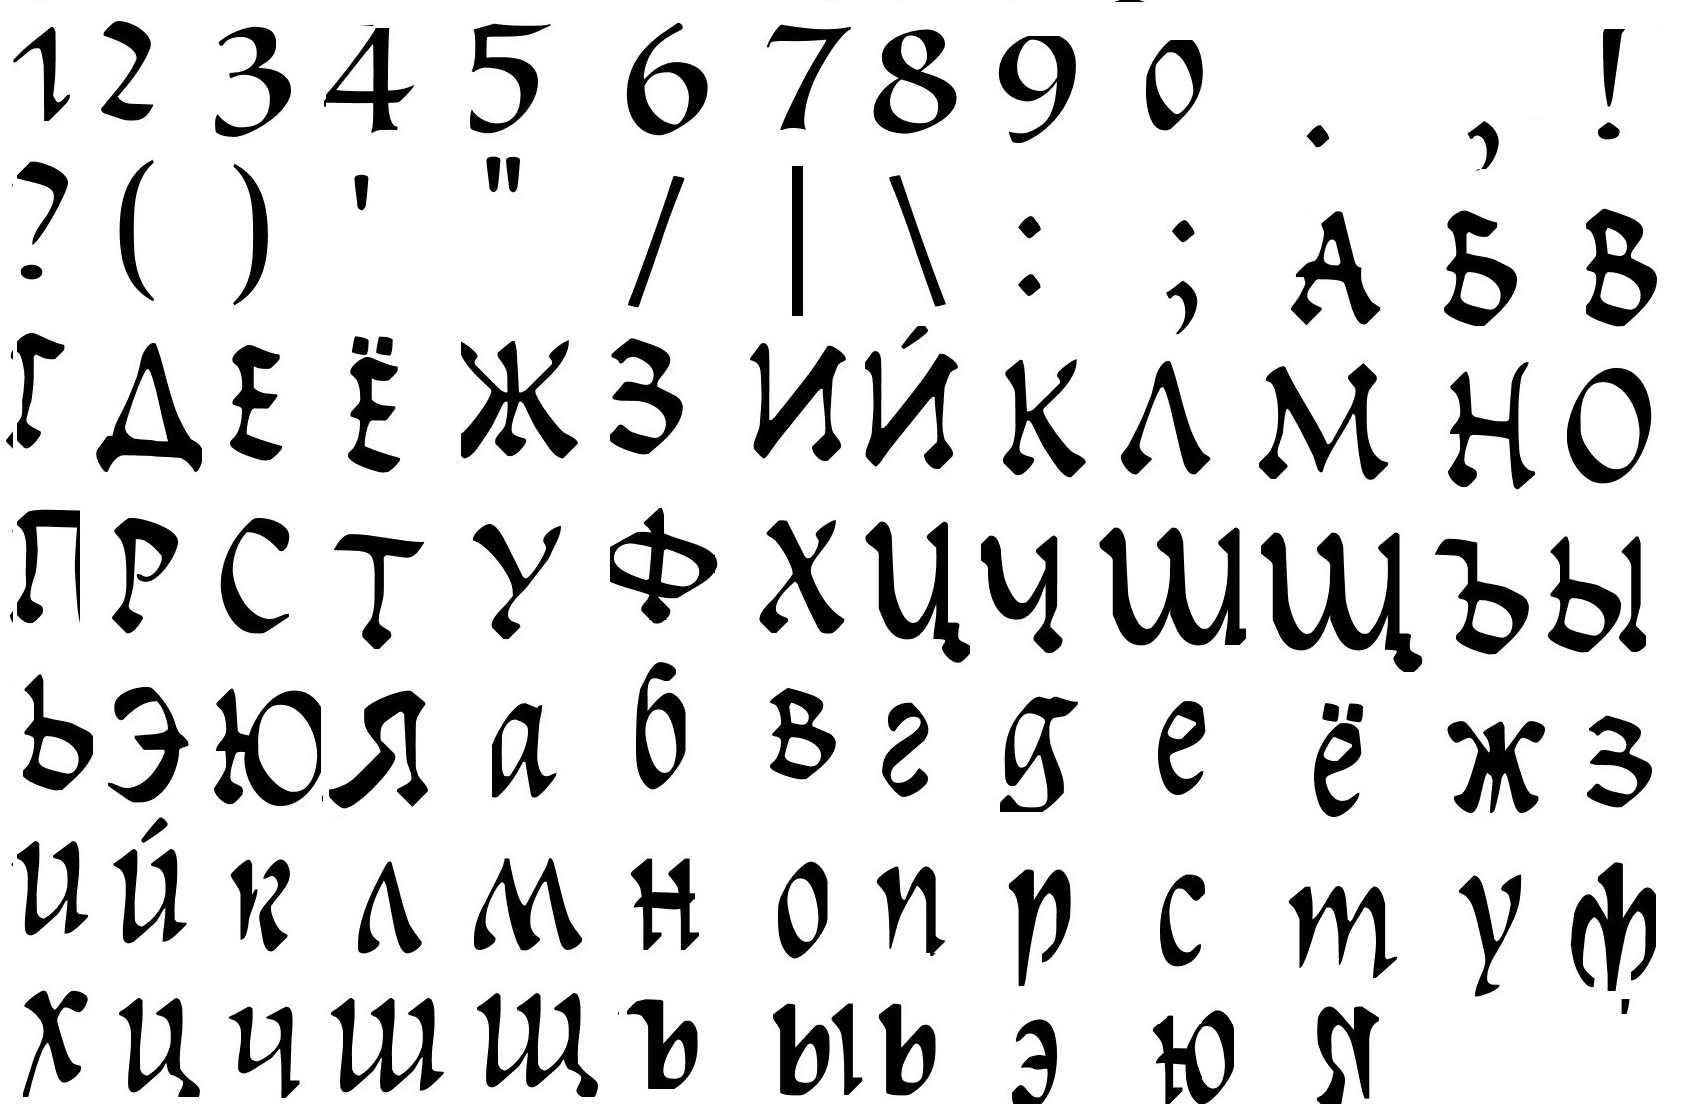 1 2 3 4 5 6 7 8 9 0 . , !
? ( ) ' " / | \ : ; А Б В
Г Д Е Ё Ж З И Й К Л М Н О
П Р С Т У Ф Х Ц Ч Ш Щ Ъ Ы
Ь Э Ю Я а б в г д е ё ж з
и й к л м н о п р с т у ф
х ц ч ш щ ъ ы ь э ю я '